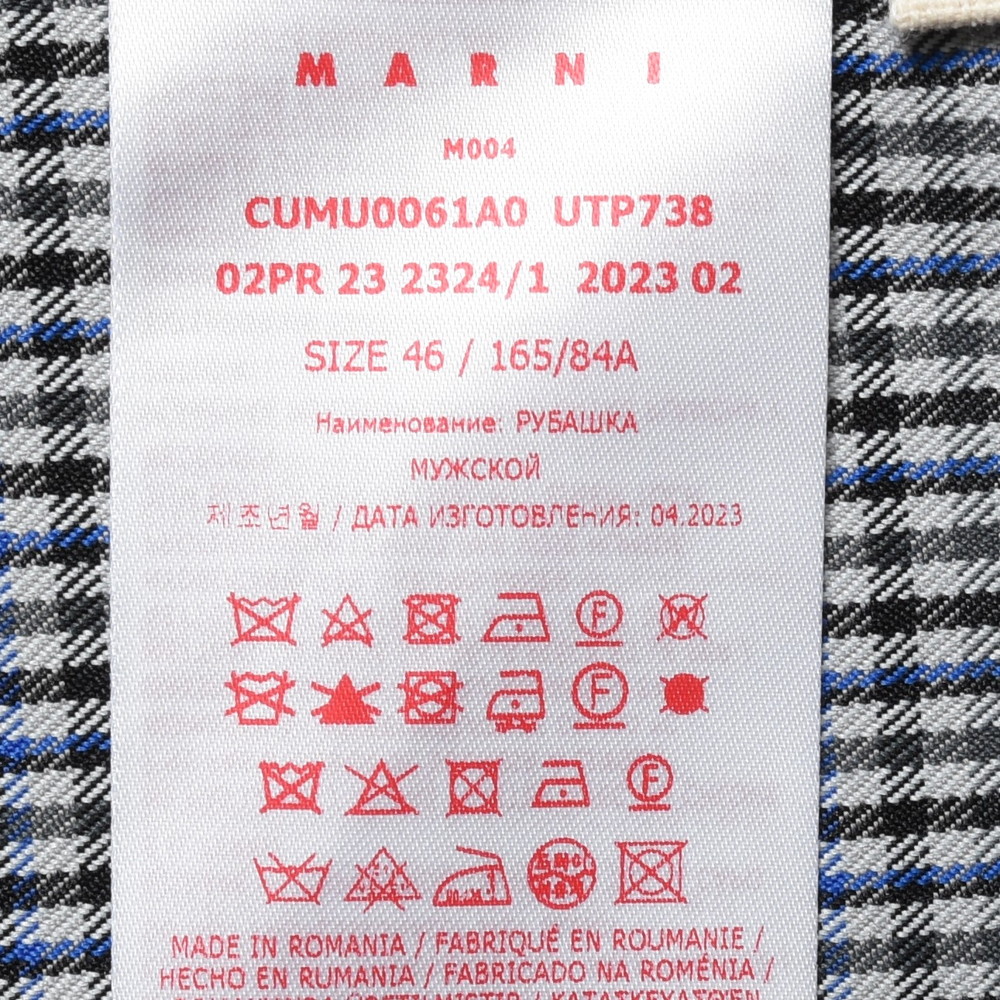 MARNI
M004
CUMU0061A0 UTP738
02PR 23 2324/1 2023 02
SIZE 46 / 165/84A
Наименование: РУБАШКА
МУЖСКОЙ
제조년월 / ДАТА ИЗГОТОВЛЕНИЯ: 04.2023
F W
F
F
MADE IN ROMANIA / FABRIQUÉ EN ROUMANIE /
HECHO EN RUMANIA / FABRICADO NA ROMÉNIA /